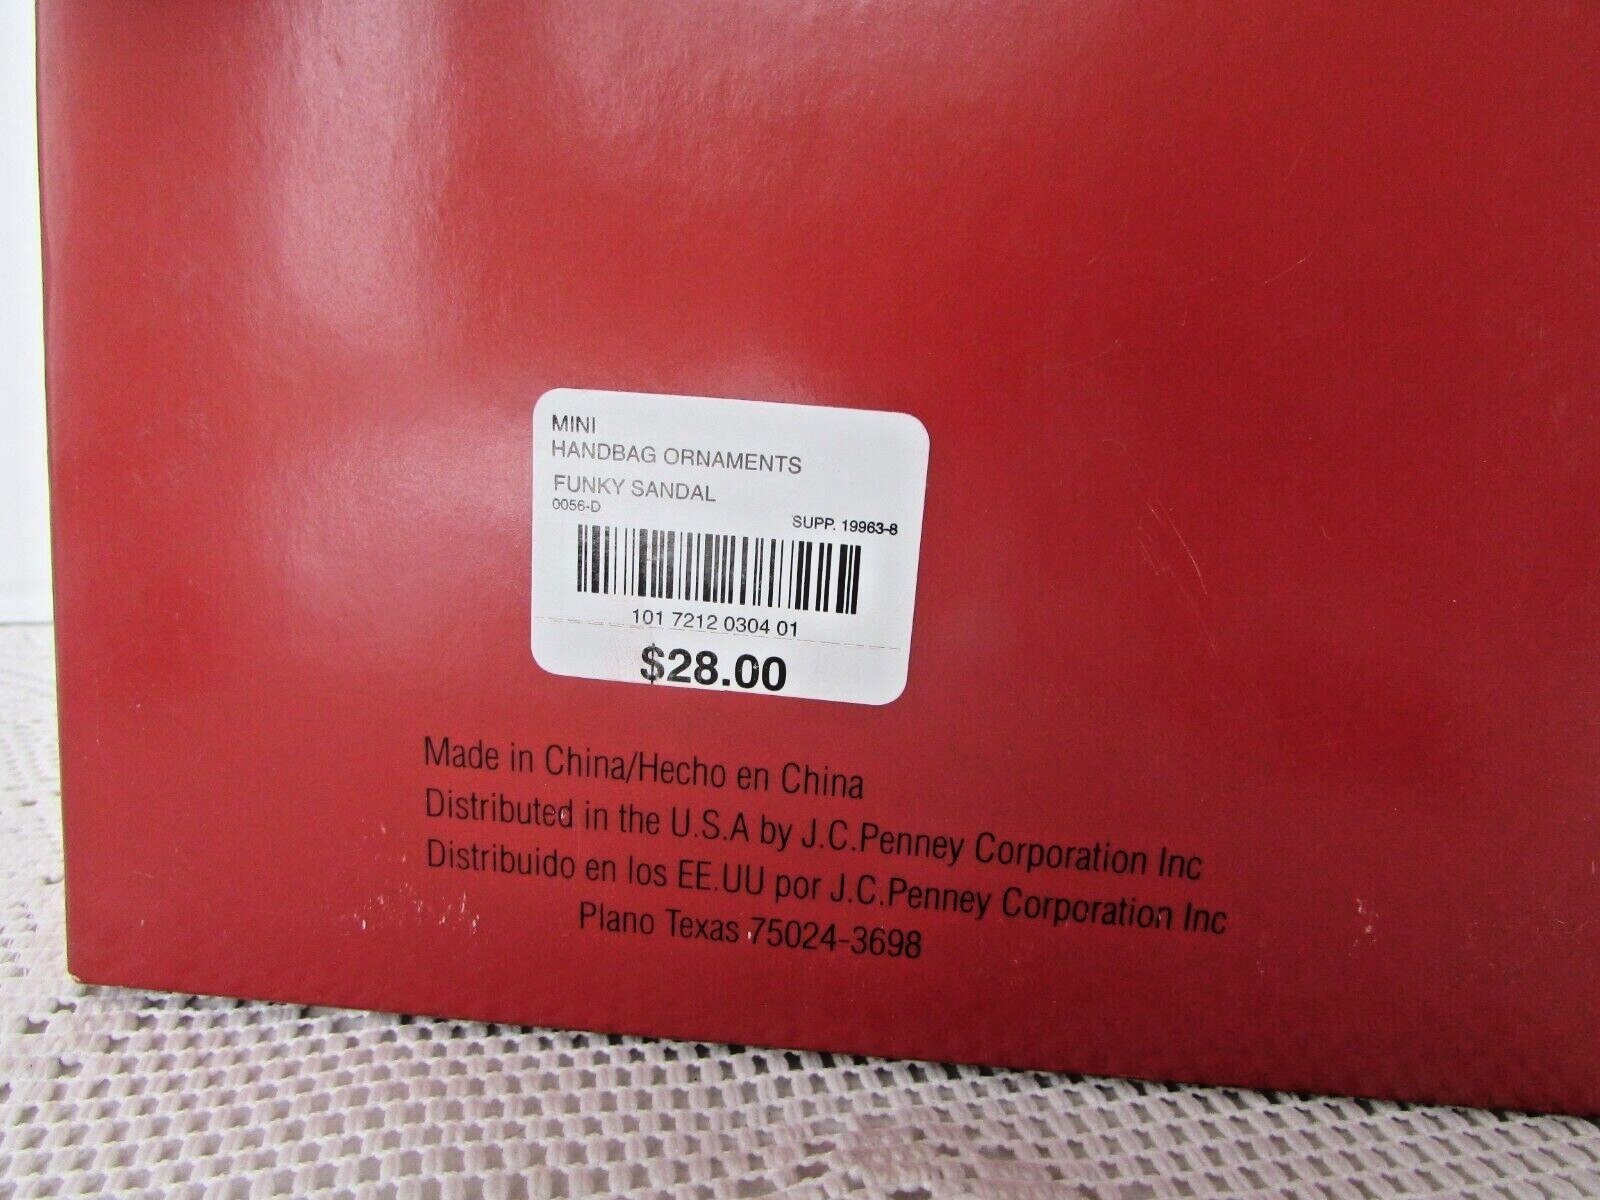 MINI
HANDBAG ORNAMENTS
FUNKY SANDAL
0056-D
SUPP. 19963-8
101 7212 0304 01
$28.00
Made in China/Hecho en China
Distributed in the U.S.A by J.C.Penney Corporation Inc
Distribuido en los EE.UU por J.C.Penney Corporation Inc
Plano Texas 75024-3698